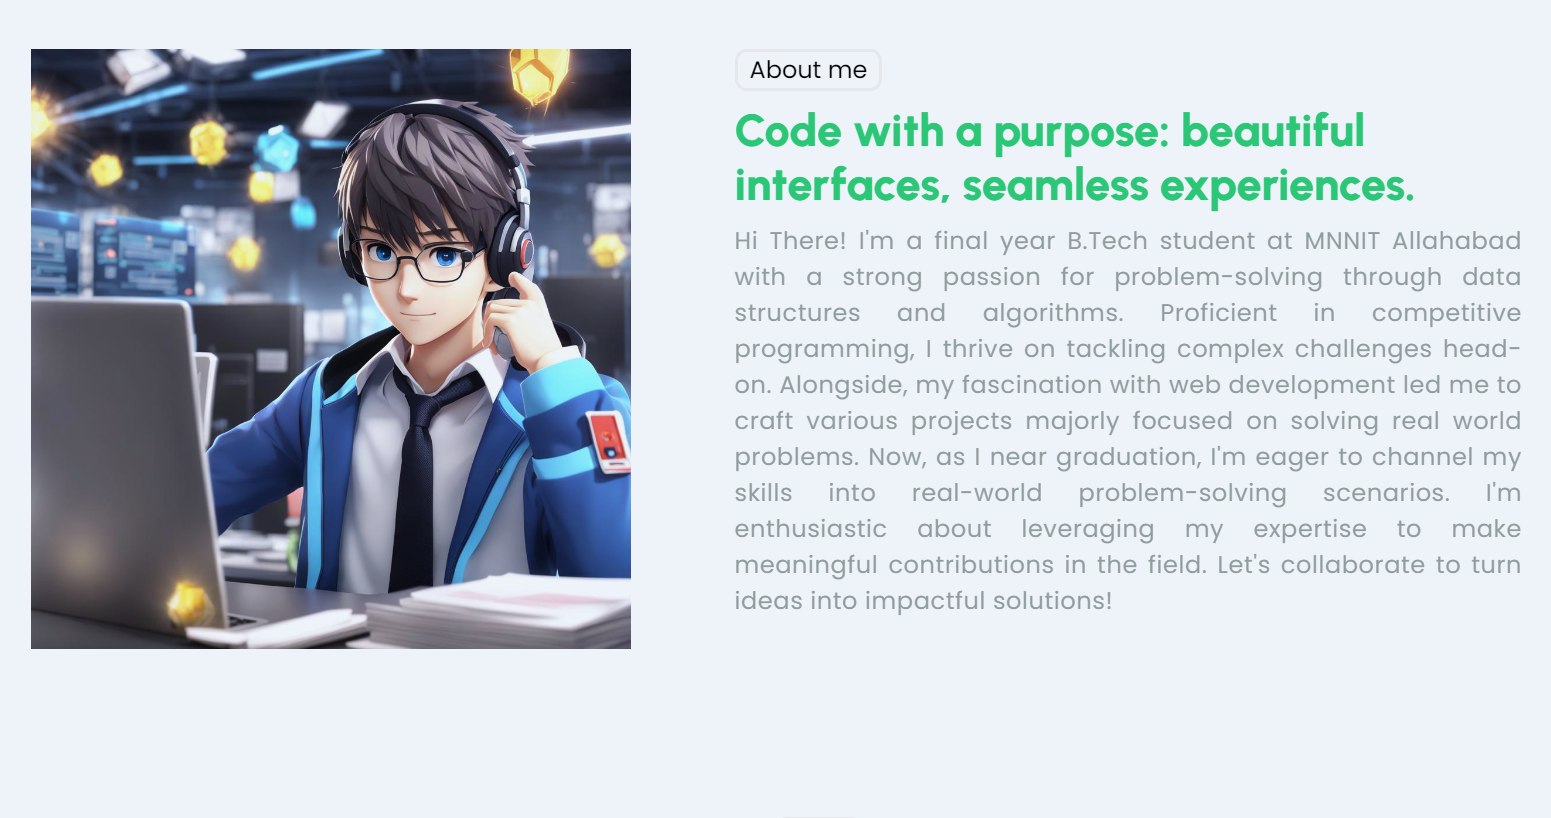 About me
Code with a purpose: beautiful
interfaces, seamless experiences.
Hi There! I'm a final year B.Tech student at MNNIT Allahabad
with a strong passion for problem-solving through data
structures and algorithms. Proficient in competitive
programming, I thrive on tackling complex challenges head-
on. Alongside, my fascination with web development led me to
craft various projects majorly focused on solving real world
problems. Now, as I near graduation, I'm eager to channel my
skills into real-world problem-solving scenarios. I'm
enthusiastic about leveraging my expertise to make
meaningful contributions in the field. Let's collaborate to turn
ideas into impactful solutions!